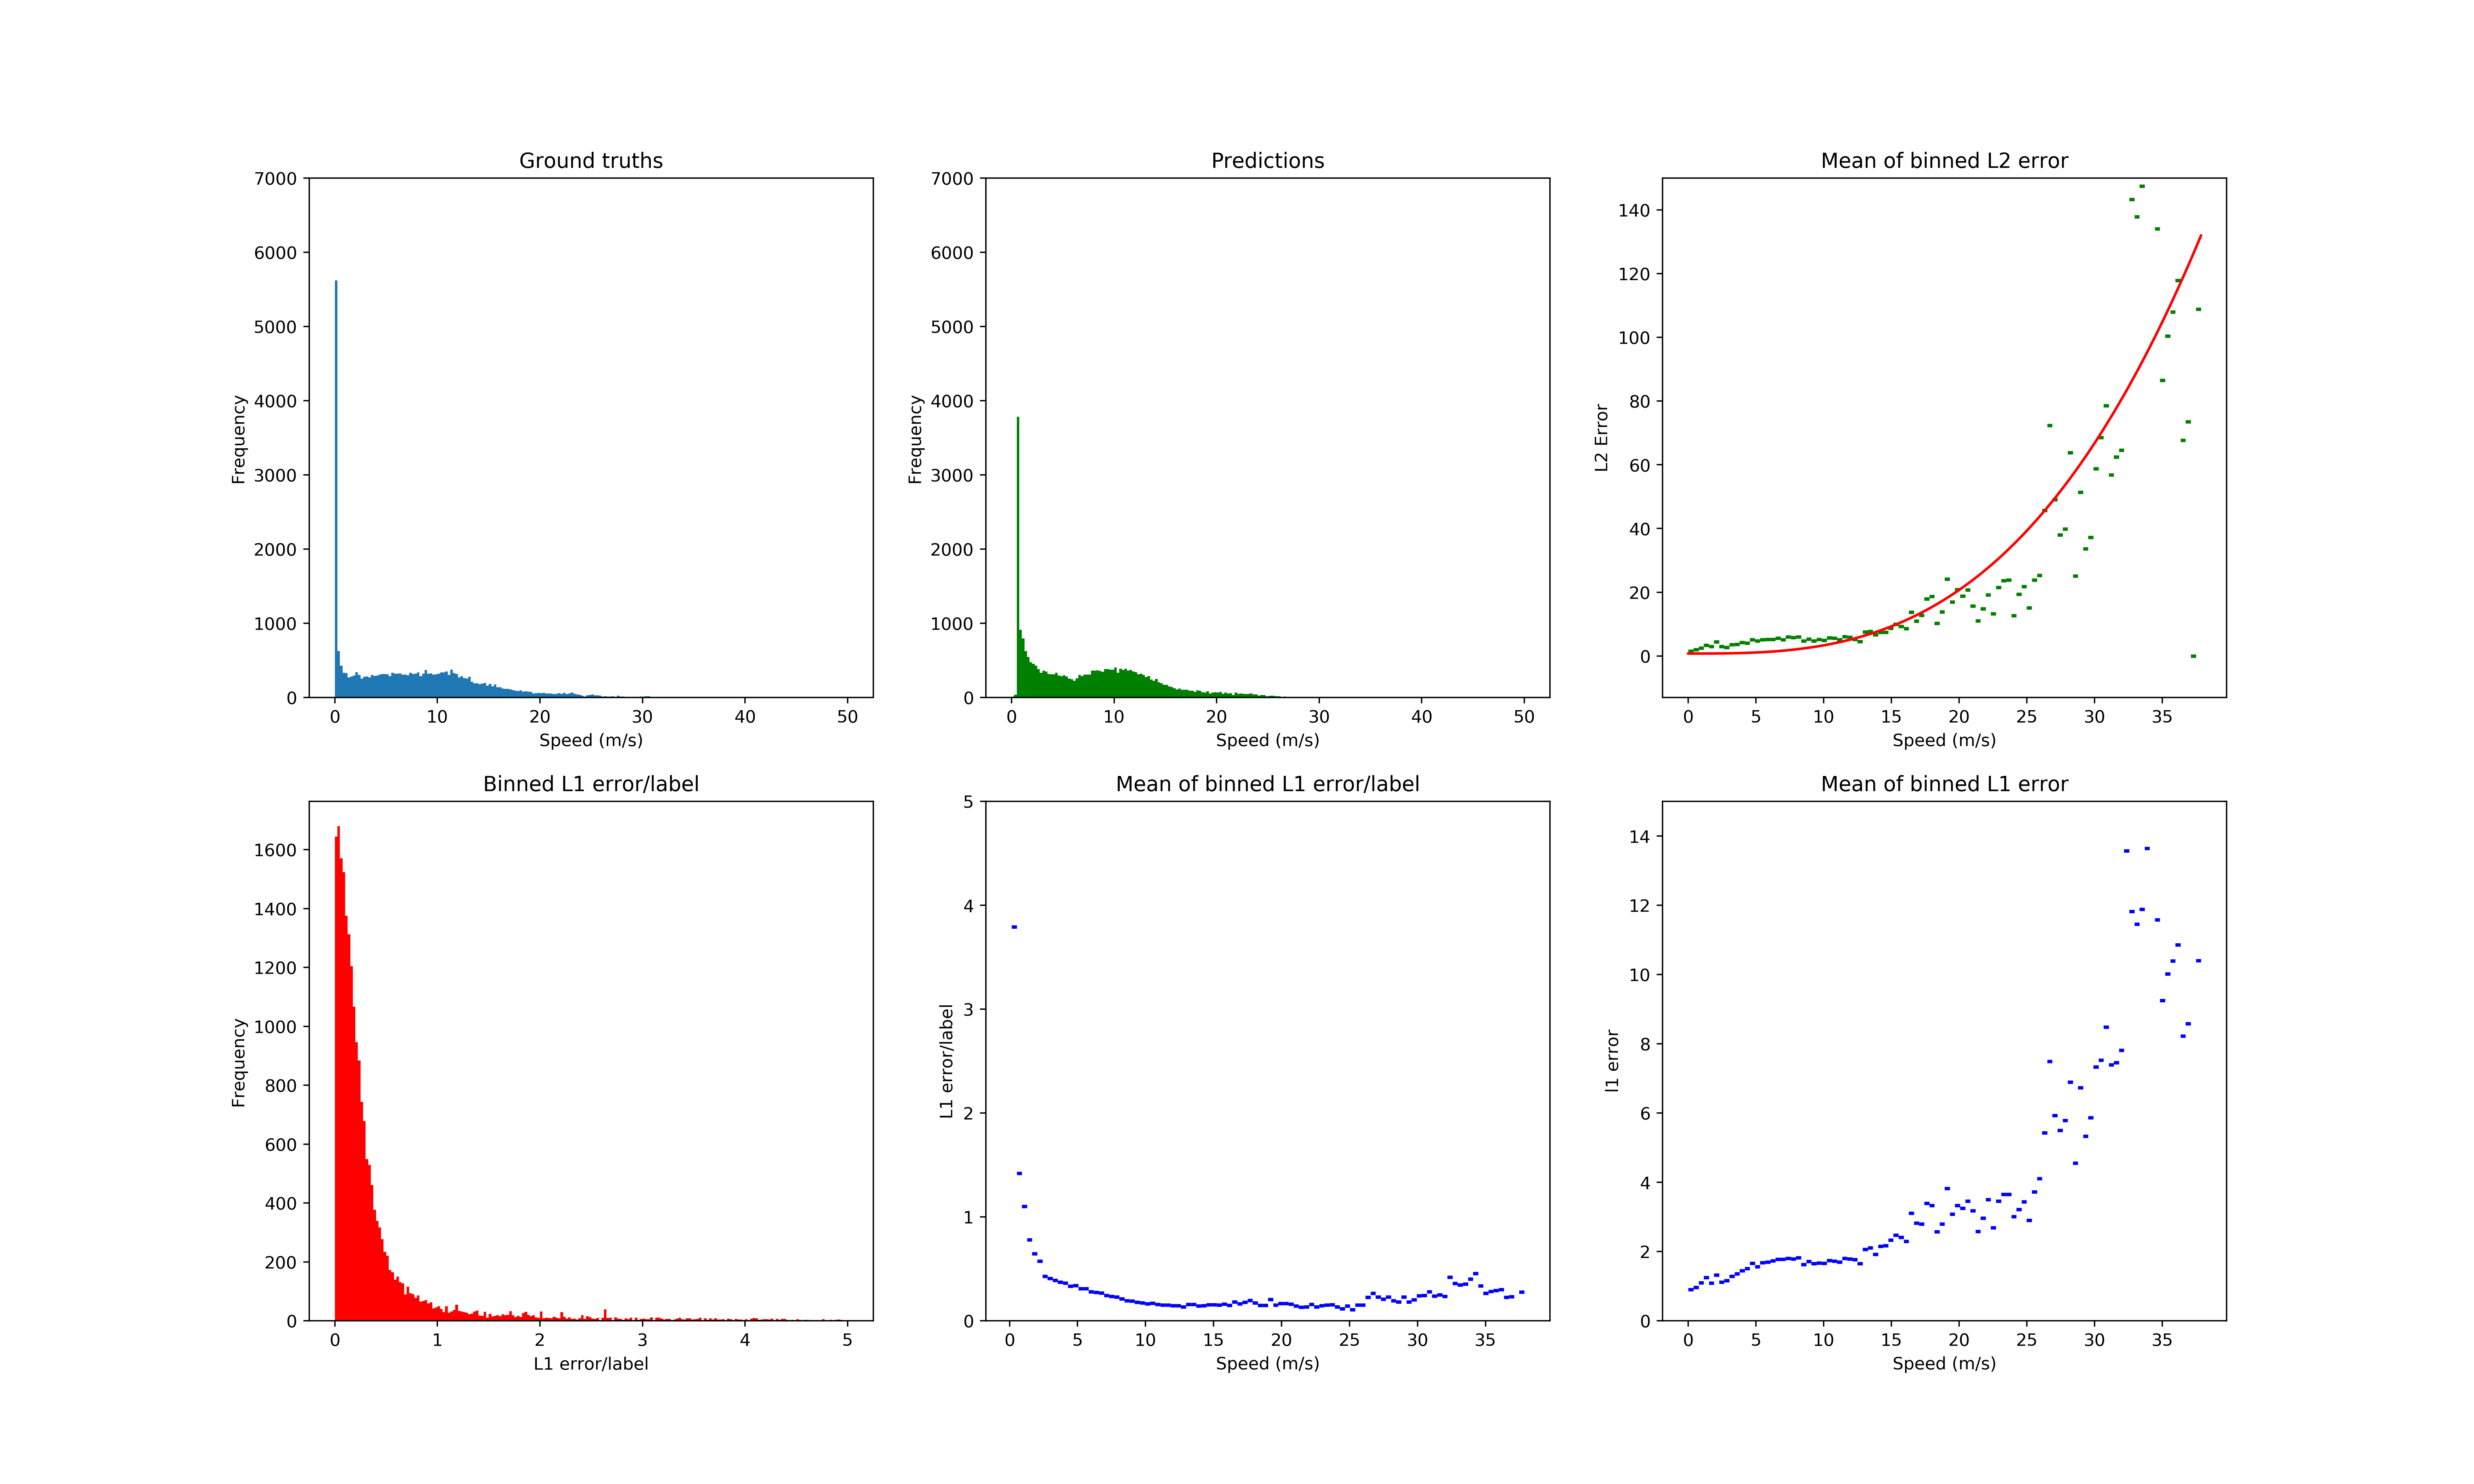 Ground truths
7000
6000
5000
4000
3000
2000
1000
0
Frequency
0 10 20 30 40 50
Speed (m/s)
Predictions
7000
6000
5000
4000
3000
2000
1000
0
Frequency
0 10 20 30 40 50
Speed (m/s)
Mean of binned L2 error
140
120
100
80
60
40
20
0
L2 Error
0 5 10 15 20 25 30 35
Speed (m/s)
Binned L1 error/label
1600
1400
1200
1000
800
600
400
200
0
Frequency
0 1 2 3 4 5
L1 error/label
Mean of binned L1 error/label
5
4
3
2
1
0
L1 error/label
0 5 10 15 20 25 30 35
Speed (m/s)
Mean of binned L1 error
14
12
10
8
6
4
2
0
l1 error
0 5 10 15 20 25 30 35
Speed (m/s)